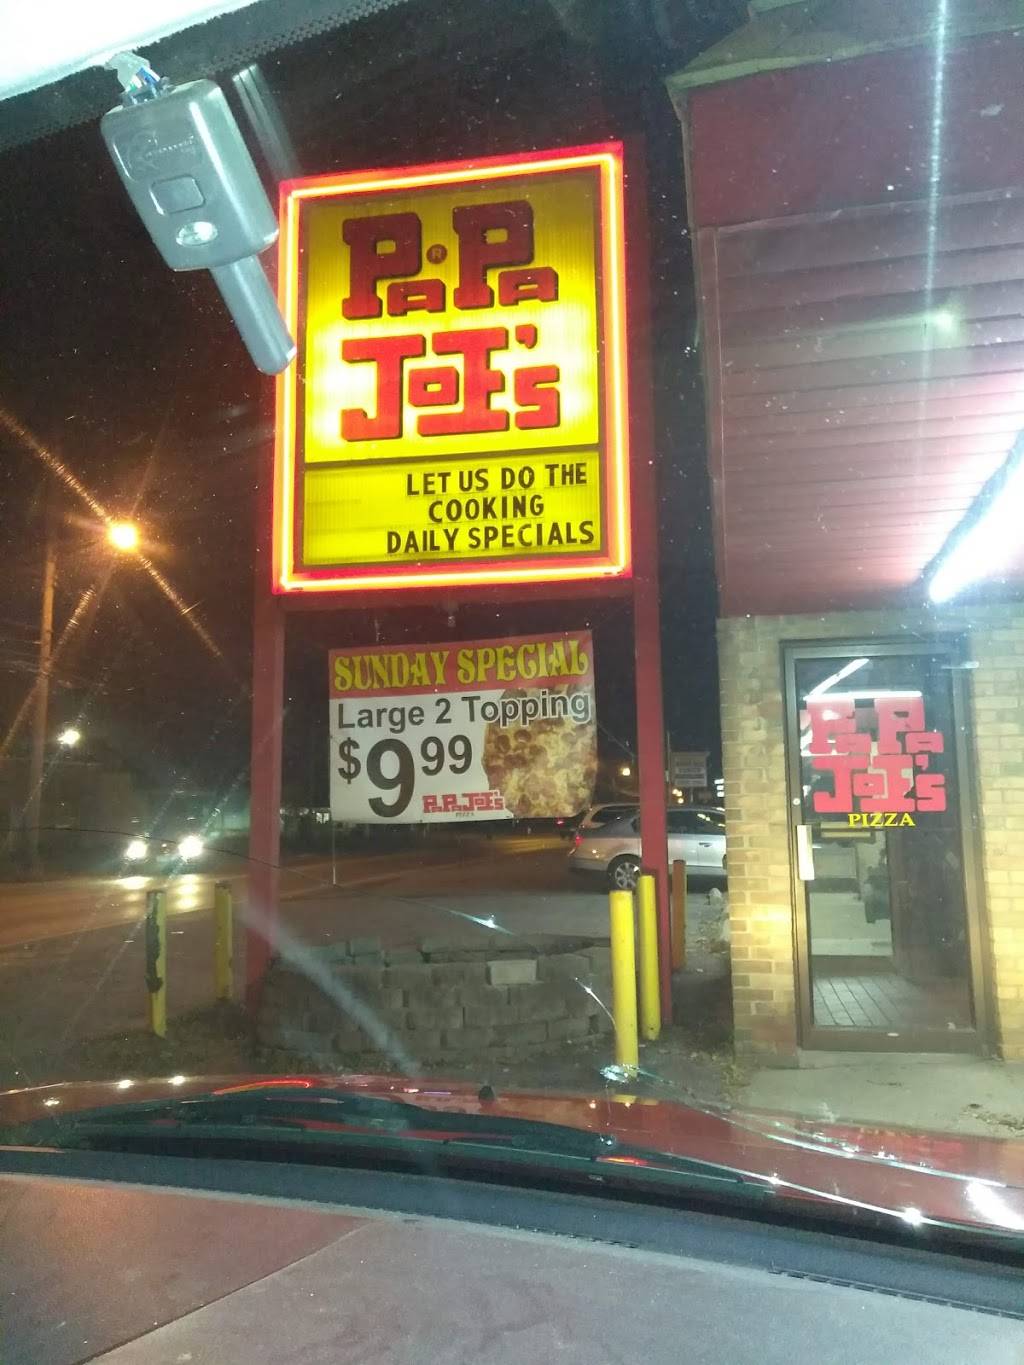 PAPA ®
JOE'S
LET US DO THE
COOKING
DAILY SPECIALS
SUNDAY SPECIAL
Large 2 Topping
$9 99
PAPA JOE'S
PIZZA
PAPA
JOE'S
PIZZA